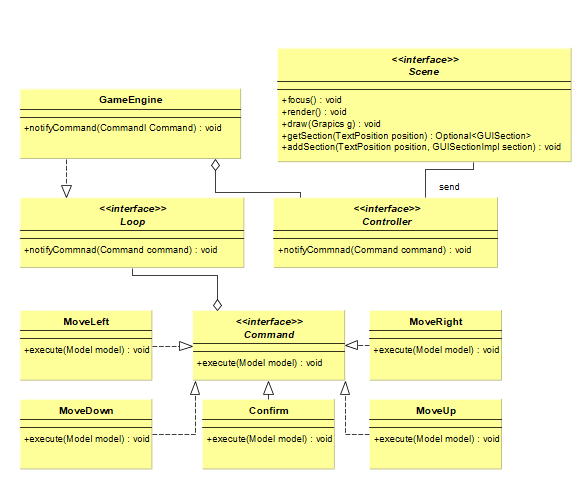 <<interface>>
Scene
+focus() : void
+render() : void
+draw(Grapics g) : void
+getSection(TextPosition position) : Optional<GUISection>
+addSection(TextPosition position, GUISectionImpl section) : void
GameEngine
+notifyCommand(Commandl Command) : void
send
<<interface>>
Loop
+notifyCommnad(Command command) : void
<<interface>>
Controller
+notifyCommnad(Command command) : void
MoveLeft
+execute(Model model) : void
<<interface>>
Command
+execute(Model model) : void
MoveRight
+execute(Model model) : void
MoveDown
+execute(Model model) : void
Confirm
+execute(Model model) : void
MoveUp
+execute(Model model) : void